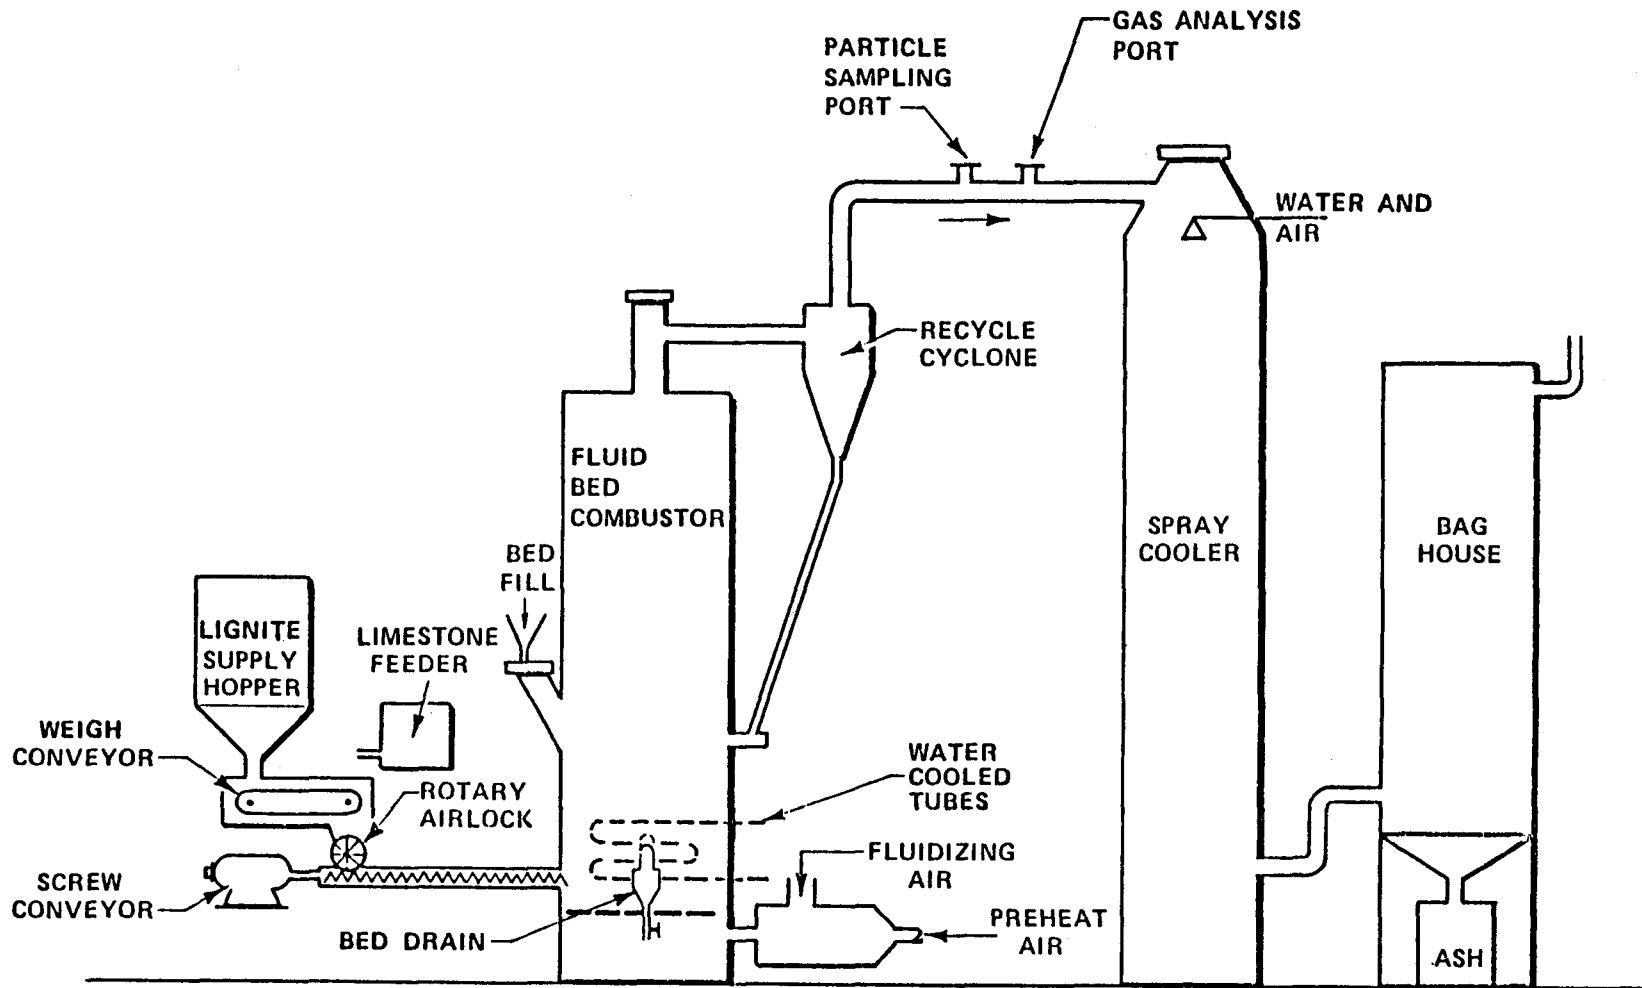 GAS ANALYSIS
PORT
PARTICLE
SAMPLING
PORT
WATER AND
AIR
RECYCLE
CYCLONE
FLUID
BED
COMBUSTOR
SPRAY
COOLER
BAG
HOUSE
BED
FILL
LIGNITE
SUPPLY
HOPPER
LIMESTONE
FEEDER
WEIGH
CONVEYOR
ROTARY
AIRLOCK
WATER
COOLED
TUBES
SCREW
CONVEYOR
FLUIDIZING
AIR
BED DRAIN
PREHEAT
AIR
ASH